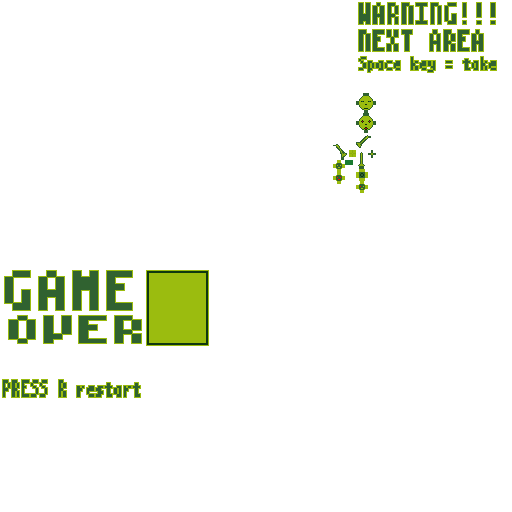 WARNING!!!
NEXT AREA
Space key = take
GAME
OVER
PRESS R restart